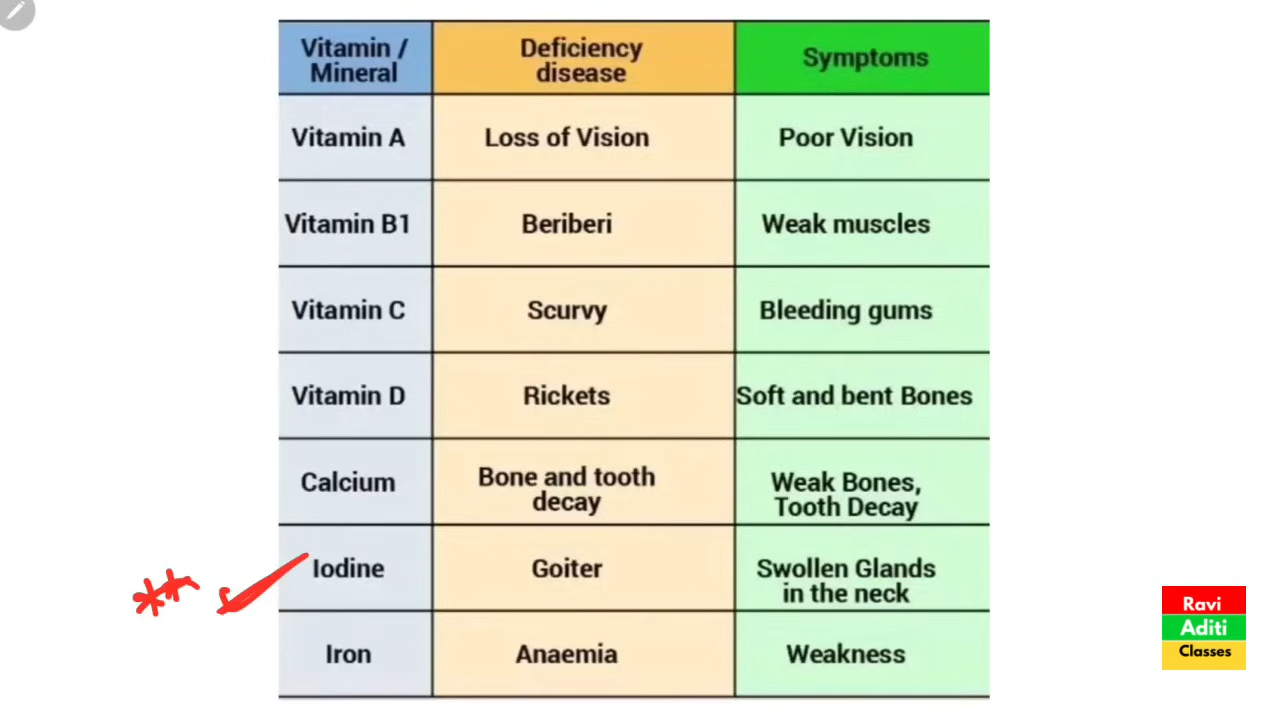 Vitamin / Mineral Deficiency disease Symptoms
Vitamin A Loss of Vision Poor Vision
Vitamin B1 Beriberi Weak muscles
Vitamin C Scurvy Bleeding gums
Vitamin D Rickets Soft and bent Bones
Calcium Bone and tooth decay Weak Bones, Tooth Decay
** Iodine Goiter Swollen Glands in the neck
Iron Anaemia Weakness
Ravi
Aditi
Classes